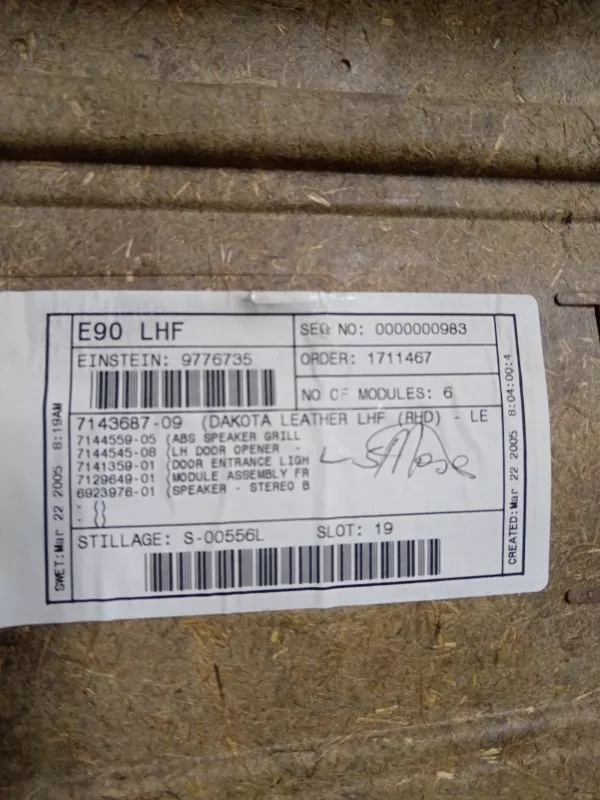 E90 LHF
SEQ NO: 0000000983
EINSTEIN: 9776735
ORDER: 1711467
NO OF MODULES: 6
7143687-09 (DAKOTA LEATHER LHF (RHD) - LE
7144559-05 (ABS SPEAKER GRILL
7144545-08 (LH DOOR OPENER -
7141359-01 (DOOR ENTRANCE LIGH
7129649-01 (MODULE ASSEMBLY FR
6923976-01 (SPEAKER - STEREO B
: ()
: ()
STILLAGE: S-00556L SLOT: 19
SWET:Mar 22 2005 8:19AM
CREATED:Mar 22 2005 8:04:00:4